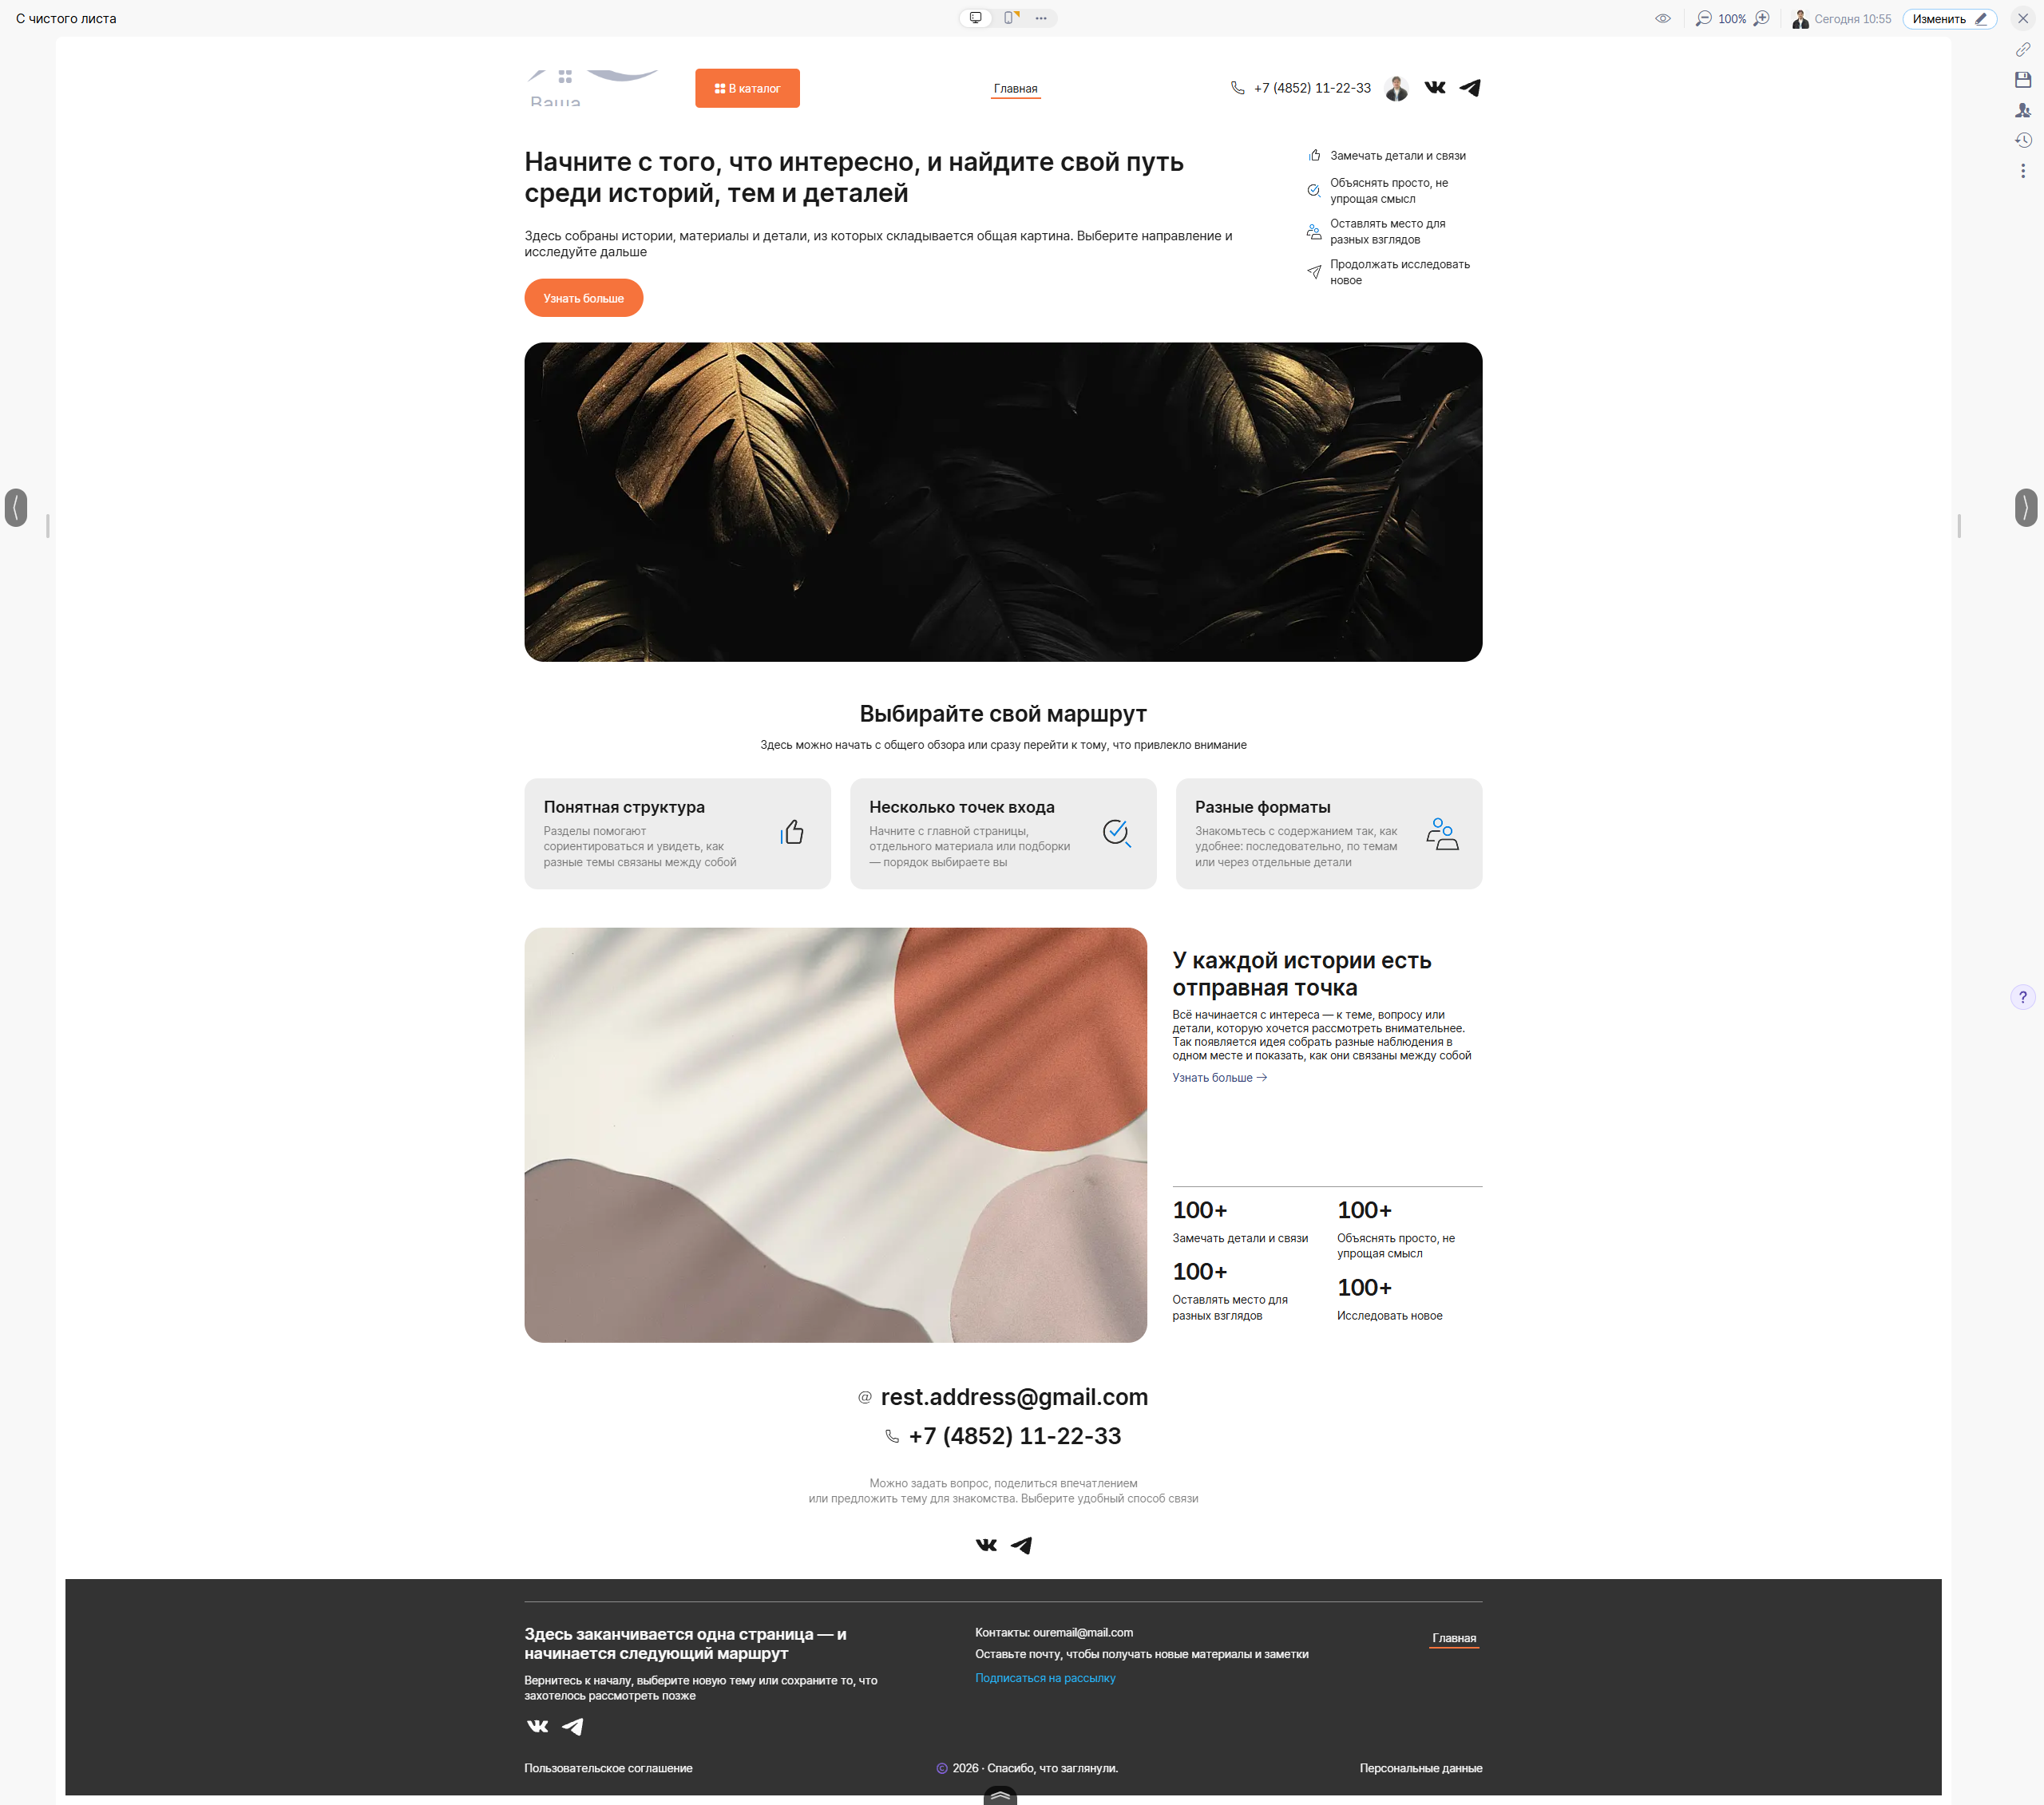 С чистого листа
100%
Сегодня 10:55
Изменить
Ваша
В каталог
Главная
+7 (4852) 11-22-33
Начните с того, что интересно, и найдите свой путь
среди историй, тем и деталей
Здесь собраны истории, материалы и детали, из которых складывается общая картина. Выберите направление и
исследуйте дальше
Узнать больше
Замечать детали и связи
Объяснять просто, не
упрощая смысл
Оставлять место для
разных взглядов
Продолжать исследовать
новое
Выбирайте свой маршрут
Здесь можно начать с общего обзора или сразу перейти к тому, что привлекло внимание
Понятная структура
Разделы помогают
сориентироваться и увидеть, как
разные темы связаны между собой
Несколько точек входа
Начните с главной страницы,
отдельного материала или подборки
— порядок выбираете вы
Разные форматы
Знакомьтесь с содержанием так, как
удобнее: последовательно, по темам
или через отдельные детали
У каждой истории есть
отправная точка
Всё начинается с интереса — к теме, вопросу или
детали, которую хочется рассмотреть внимательнее.
Так появляется идея собрать разные наблюдения в
одном месте и показать, как они связаны между собой
Узнать больше
100+
Замечать детали и связи
100+
Объяснять просто, не
упрощая смысл
100+
Оставлять место для
разных взглядов
100+
Исследовать новое
rest.address@gmail.com
+7 (4852) 11-22-33
Можно задать вопрос, поделиться впечатлением
или предложить тему для знакомства. Выберите удобный способ связи
Здесь заканчивается одна страница — и
начинается следующий маршрут
Вернитесь к началу, выберите новую тему или сохраните то, что
захотелось рассмотреть позже
Контакты: ouremail@mail.com
Оставьте почту, чтобы получать новые материалы и заметки
Подписаться на рассылку
Главная
Пользовательское соглашение
© 2026 · Спасибо, что заглянули.
Персональные данные